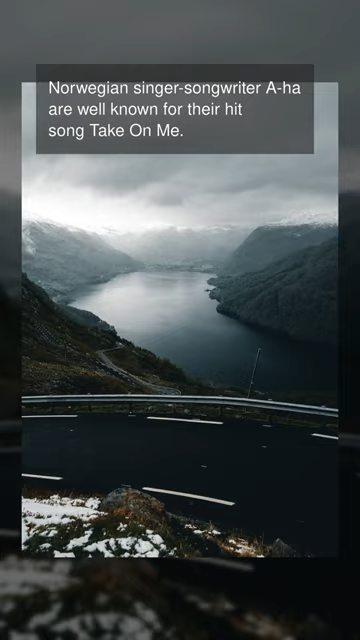 Norwegian singer-songwriter A-ha
are well known for their hit
song Take On Me.